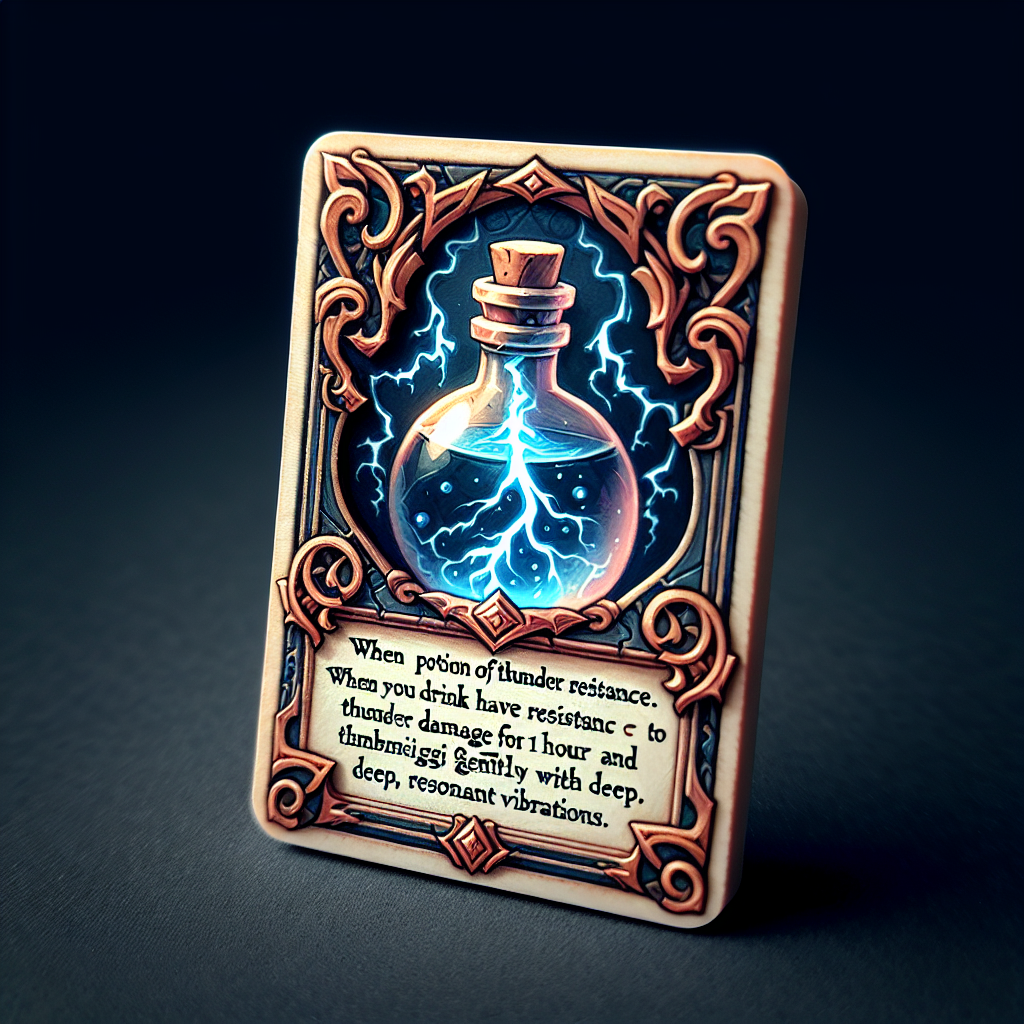 When potion of thunder reistance.
When you drink have resistanc c to
thunder damage for 1 hour and
gently with deep.
deep, resonant vibrations.